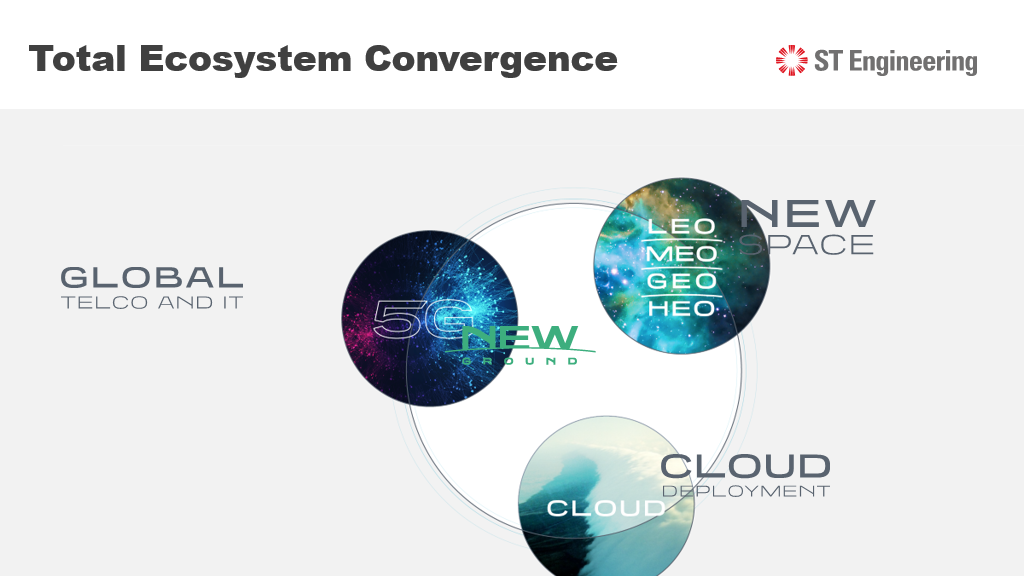 Total Ecosystem Convergence
ST Engineering
GLOBAL
TELCO AND IT
5G
NEW
GROUND
LEO
MEO
GEO
HEO
NEW
SPACE
CLOUD
CLOUD
DEPLOYMENT